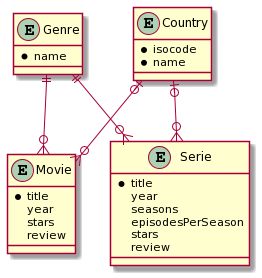 E Genre
name
E Country
isocode
name
E Movie
title
year
stars
review
E Serie
title
year
seasons
episodesPerSeason
stars
review